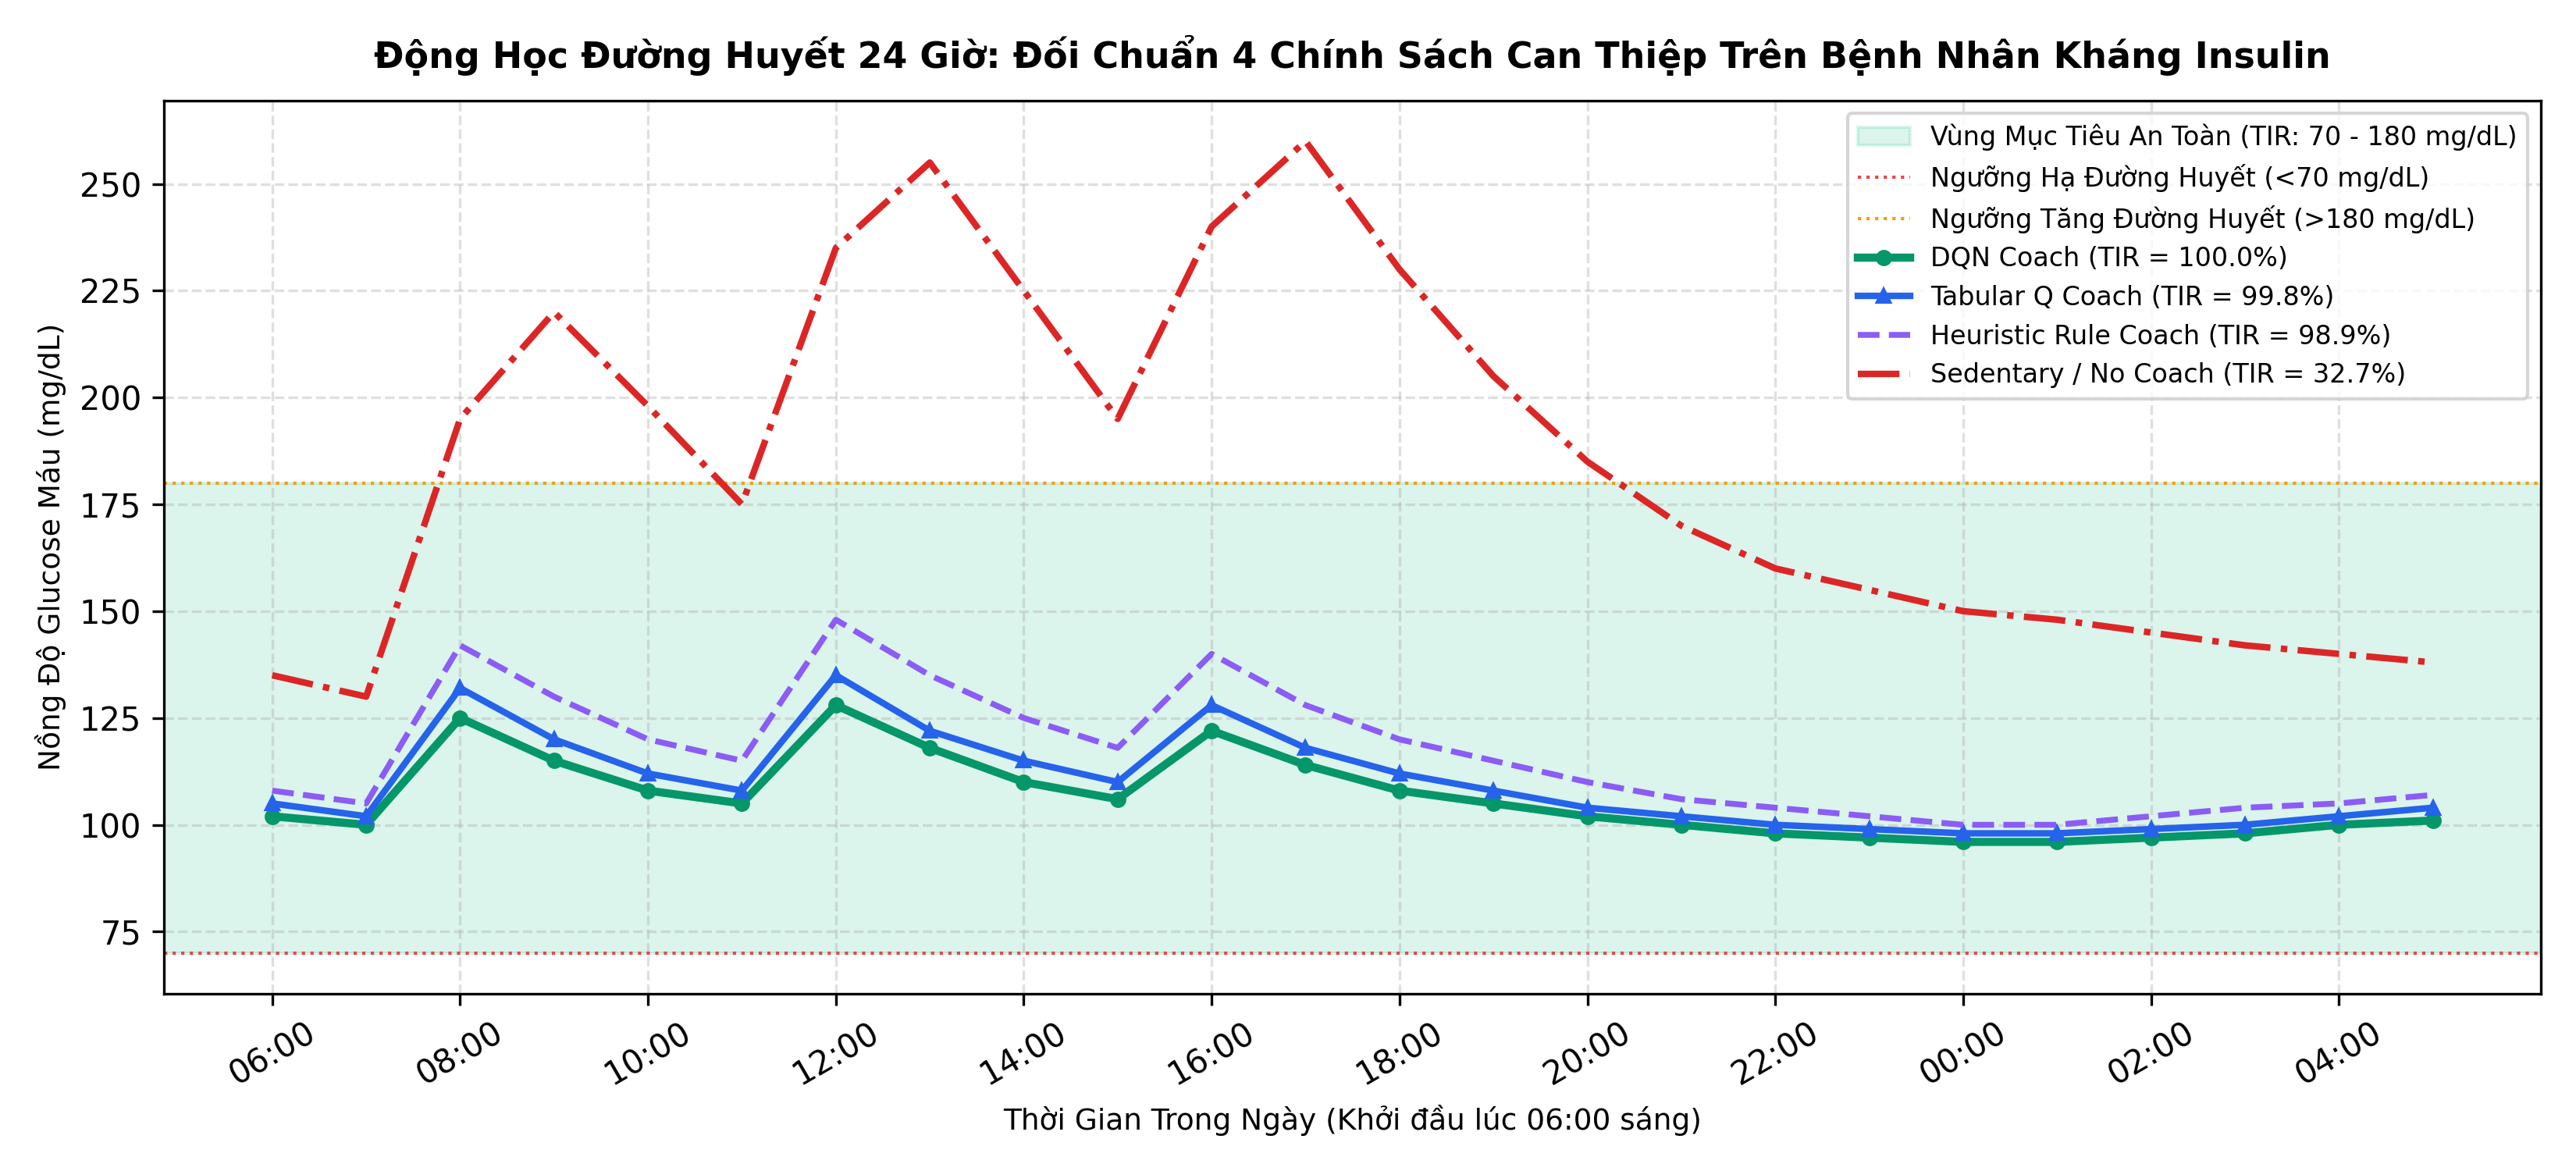 Động Học Đường Huyết 24 Giờ: Đối Chuẩn 4 Chính Sách Can Thiệp Trên Bệnh Nhân Kháng Insulin
Nồng Độ Glucose Máu (mg/dL)
250
225
200
175
150
125
100
75
Vùng Mục Tiêu An Toàn (TIR: 70 - 180 mg/dL)
Ngưỡng Hạ Đường Huyết (<70 mg/dL)
Ngưỡng Tăng Đường Huyết (>180 mg/dL)
DQN Coach (TIR = 100.0%)
Tabular Q Coach (TIR = 99.8%)
Heuristic Rule Coach (TIR = 98.9%)
Sedentary / No Coach (TIR = 32.7%)
06:00
08:00
10:00
12:00
14:00
16:00
18:00
20:00
22:00
00:00
02:00
04:00
Thời Gian Trong Ngày (Khởi đầu lúc 06:00 sáng)